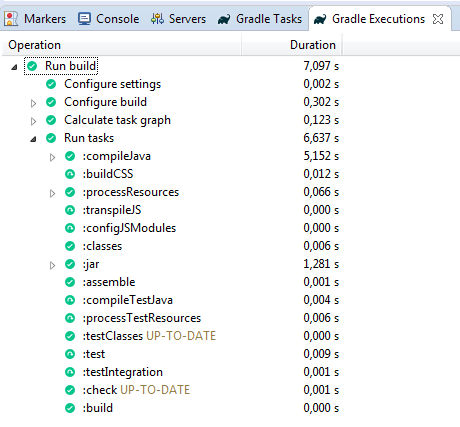 Markers Console Servers Gradle Tasks Gradle Executions
Operation Duration
Run build 7,097 s
Configure settings 0,002 s
Configure build 0,302 s
Calculate task graph 0,123 s
Run tasks 6,637 s
:compileJava 5,152 s
:buildCSS 0,012 s
:processResources 0,066 s
:transpileJS 0,000 s
:configJSModules 0,000 s
:classes 0,006 s
:jar 1,281 s
:assemble 0,001 s
:compileTestJava 0,004 s
:processTestResources 0,006 s
:testClasses UP-TO-DATE 0,000 s
:test 0,009 s
:testIntegration 0,001 s
:check UP-TO-DATE 0,001 s
:build 0,000 s